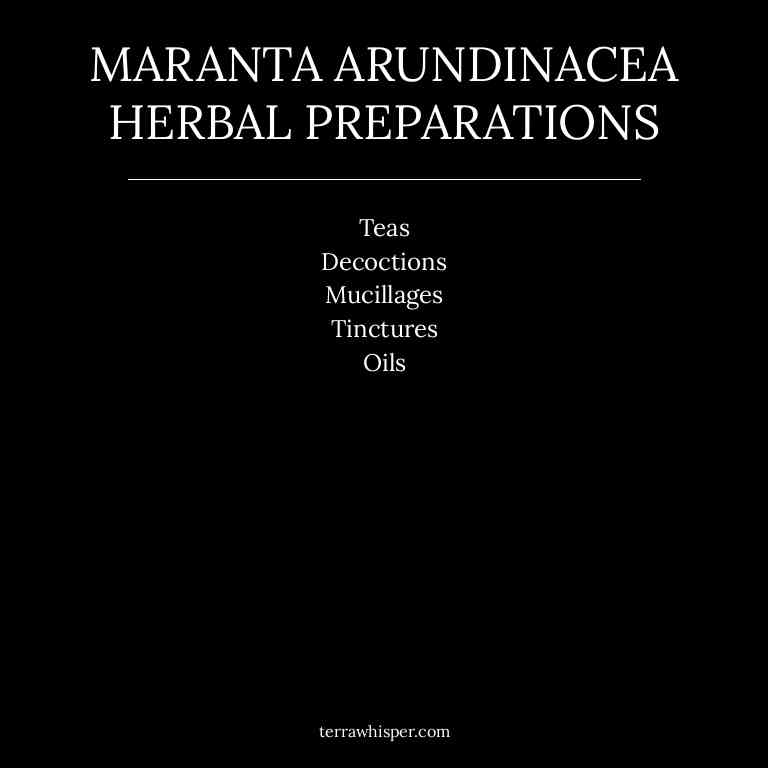 MARANTA ARUNDINACEA
HERBAL PREPARATIONS
Teas
Decoctions
Mucillages
Tinctures
Oils
terrawhisper.com